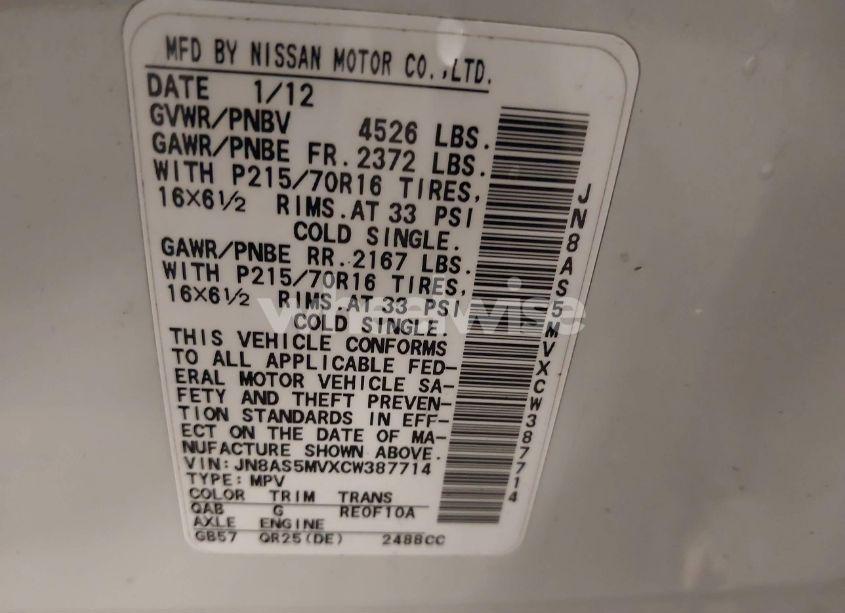 MFD BY NISSAN MOTOR CO.,LTD.
DATE 1/12
GVWR/PNBV 4526 LBS.
GAWR/PNBE FR.2372 LBS.
WITH P215/70R16 TIRES,
16X6½ RIMS.AT 33 PSI
COLD SINGLE.
GAWR/PNBE RR.2167 LBS.
WITH P215/70R16 TIRES,
16X6½ RIMS.AT 33 PSI
COLD SINGLE.
THIS VEHICLE CONFORMS
TO ALL APPLICABLE FED-
ERAL MOTOR VEHICLE SA-
FETY AND THEFT PREVEN-
TION STANDARDS IN EFF-
ECT ON THE DATE OF MA-
NUFACTURE SHOWN ABOVE.
VIN: JN8AS5MVXCW387714
TYPE: MPV
COLOR TRIM TRANS
QAB G RE0F10A
AXLE ENGINE
GB57 QR25(DE) 2488CC
JN8AS5MVXCW387714
wheelwise